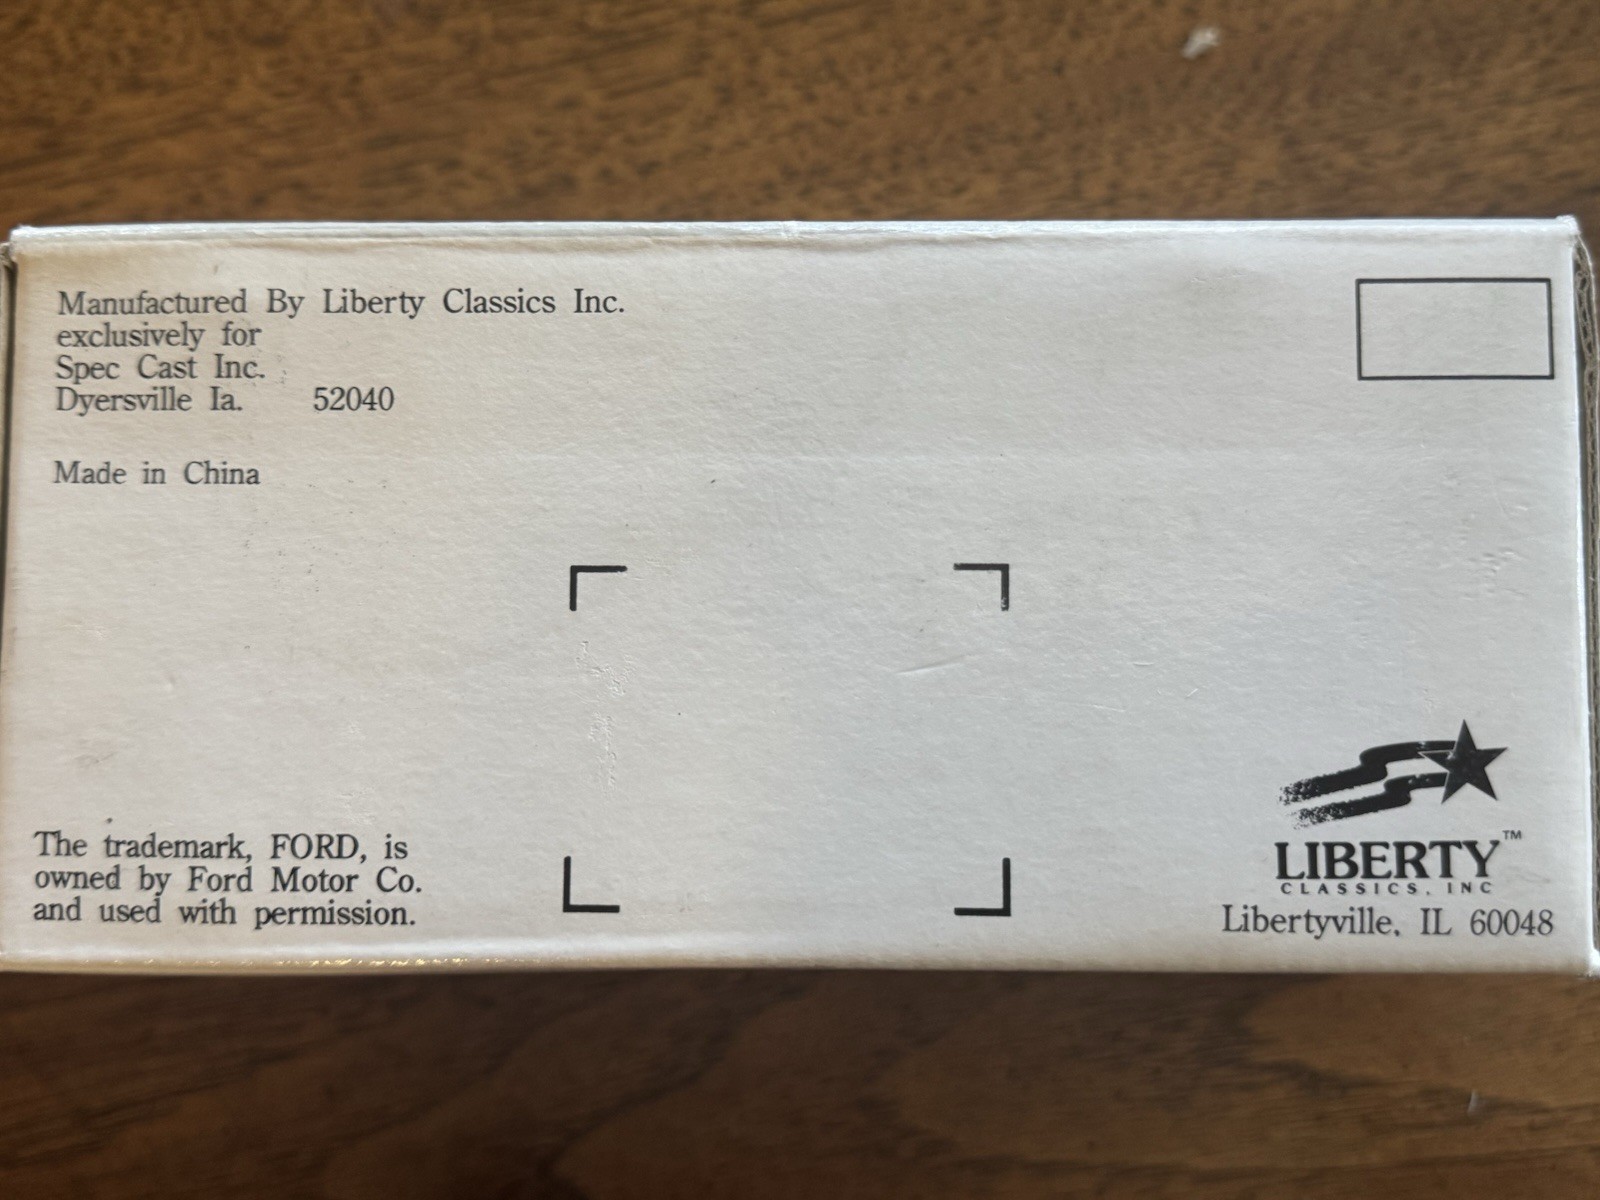 Manufactured By Liberty Classics Inc.
exclusively for
Spec Cast Inc.
Dyersville Ia. 52040
Made in China
The trademark, FORD, is
owned by Ford Motor Co.
and used with permission.
LIBERTY™
CLASSICS, INC
Libertyville, IL 60048